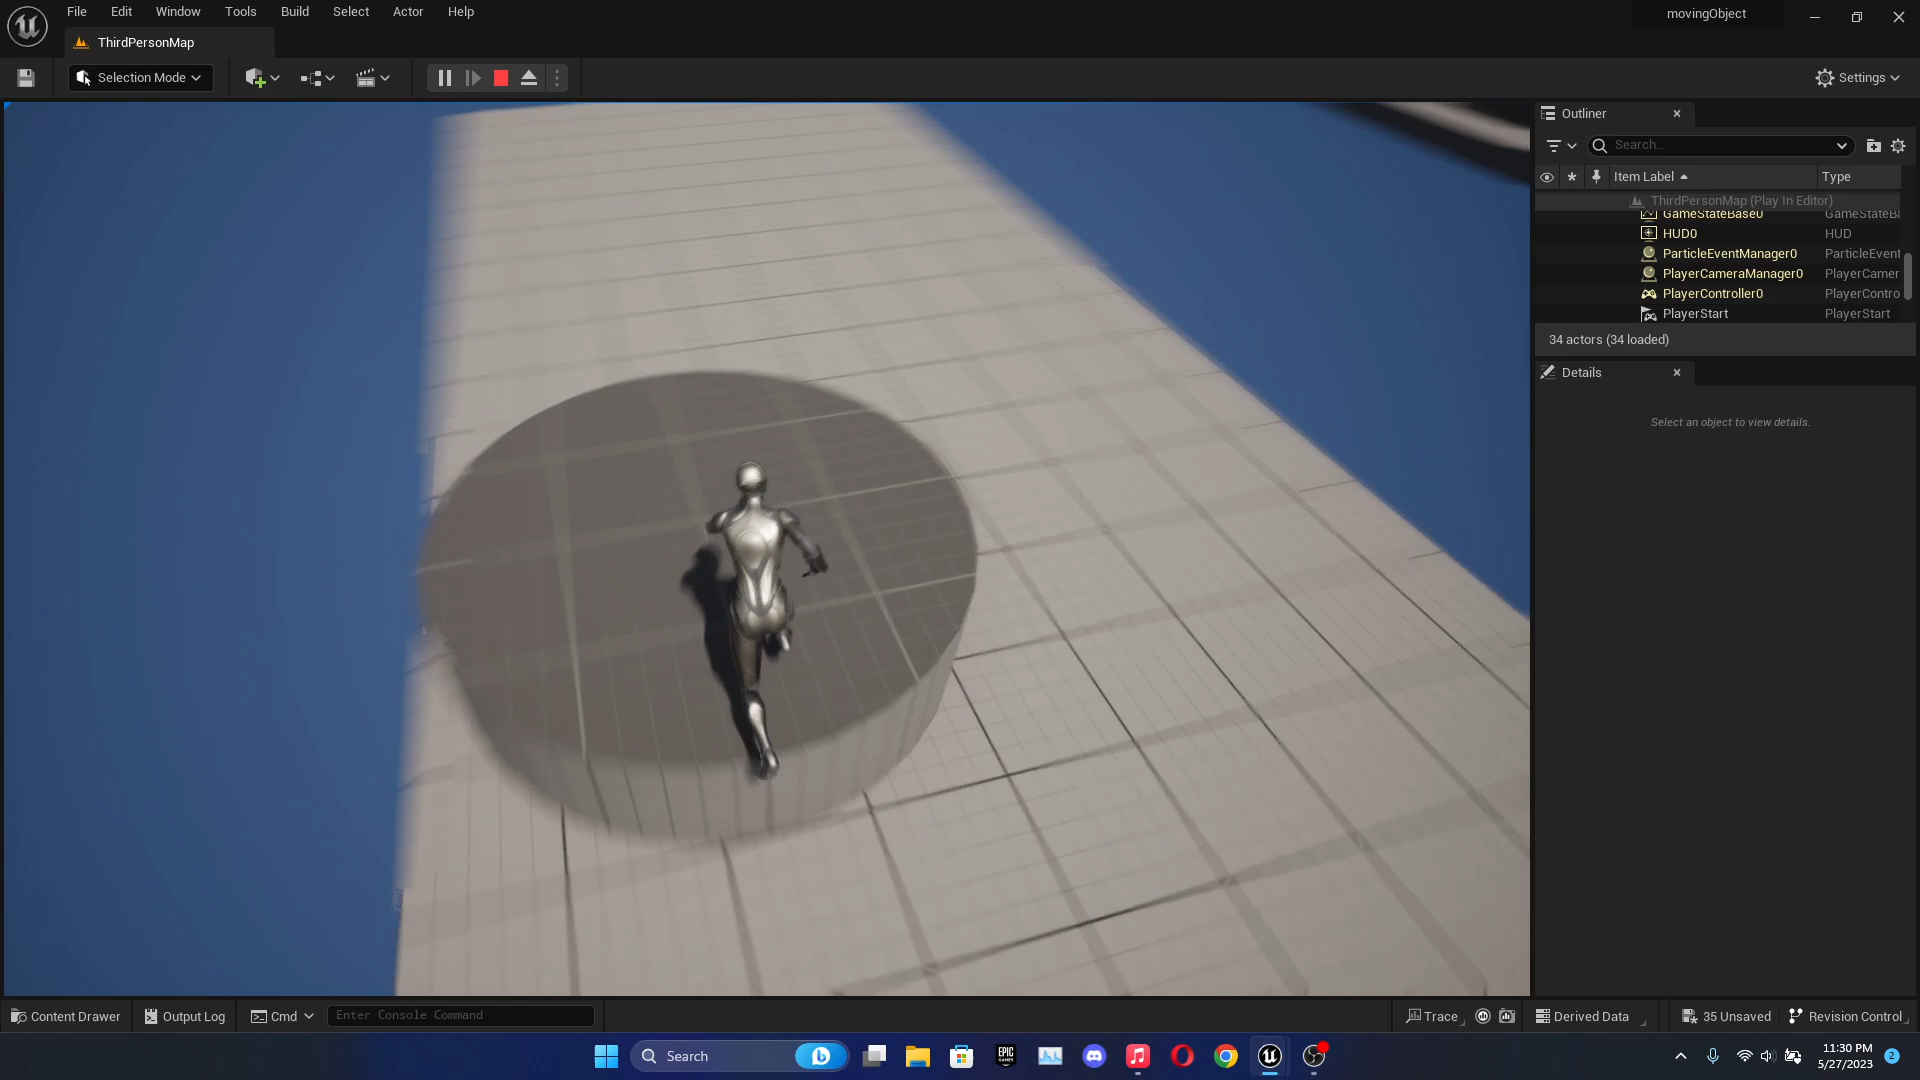 File Edit Window Tools Build Select Actor Help
movingObject
ThirdPersonMap
Selection Mode
Settings
Outliner
Search...
Item Label Type
ThirdPersonMap (Play In Editor)
GameStateBase0 GameStateBa
HUD0 HUD
ParticleEventManager0 ParticleEvent
PlayerCameraManager0 PlayerCamer
PlayerController0 PlayerContro
PlayerStart PlayerStart
34 actors (34 loaded)
Details
Select an object to view details.
Content Drawer Output Log Cmd Enter Console Command Trace Derived Data 35 Unsaved Revision Control
Search
EPIC GAMES
11:30 PM
5/27/2023
2